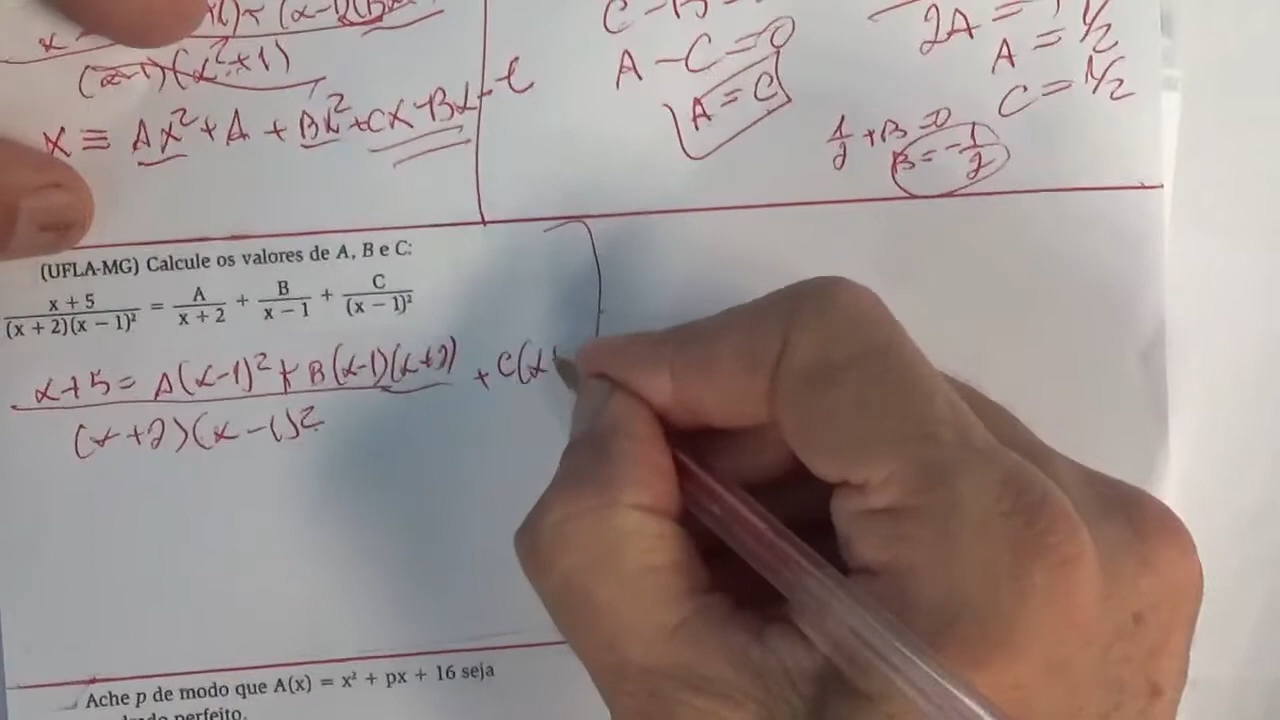 (x-1)(x²+1)
x ≡ Ax² + A + Bx² + Cx - Bx - C
A - C = 0
A = C
2A =
A = 1/2
C = 1/2
1/2 + B = 0
B = -1/2
(UFLA-MG) Calcule os valores de A, B e C:
x + 5 / (x + 2)(x − 1)² = A / x + 2 + B / x − 1 + C / (x − 1)²
x+5 = A(x-1)² + B(x-1)(x+2) + C(x+
(x+2)(x-1)²
Ache p de modo que A(x) = x² + px + 16 seja
perfeito.